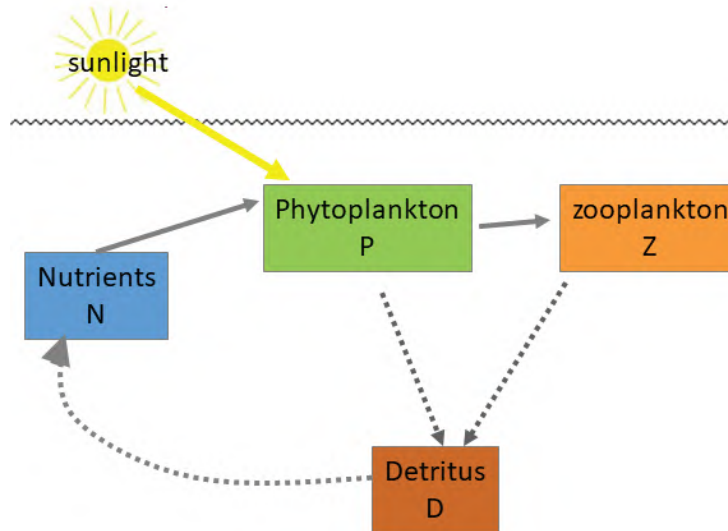 sunlight
Phytoplankton
P
zooplankton
Z
Nutrients
N
Detritus
D